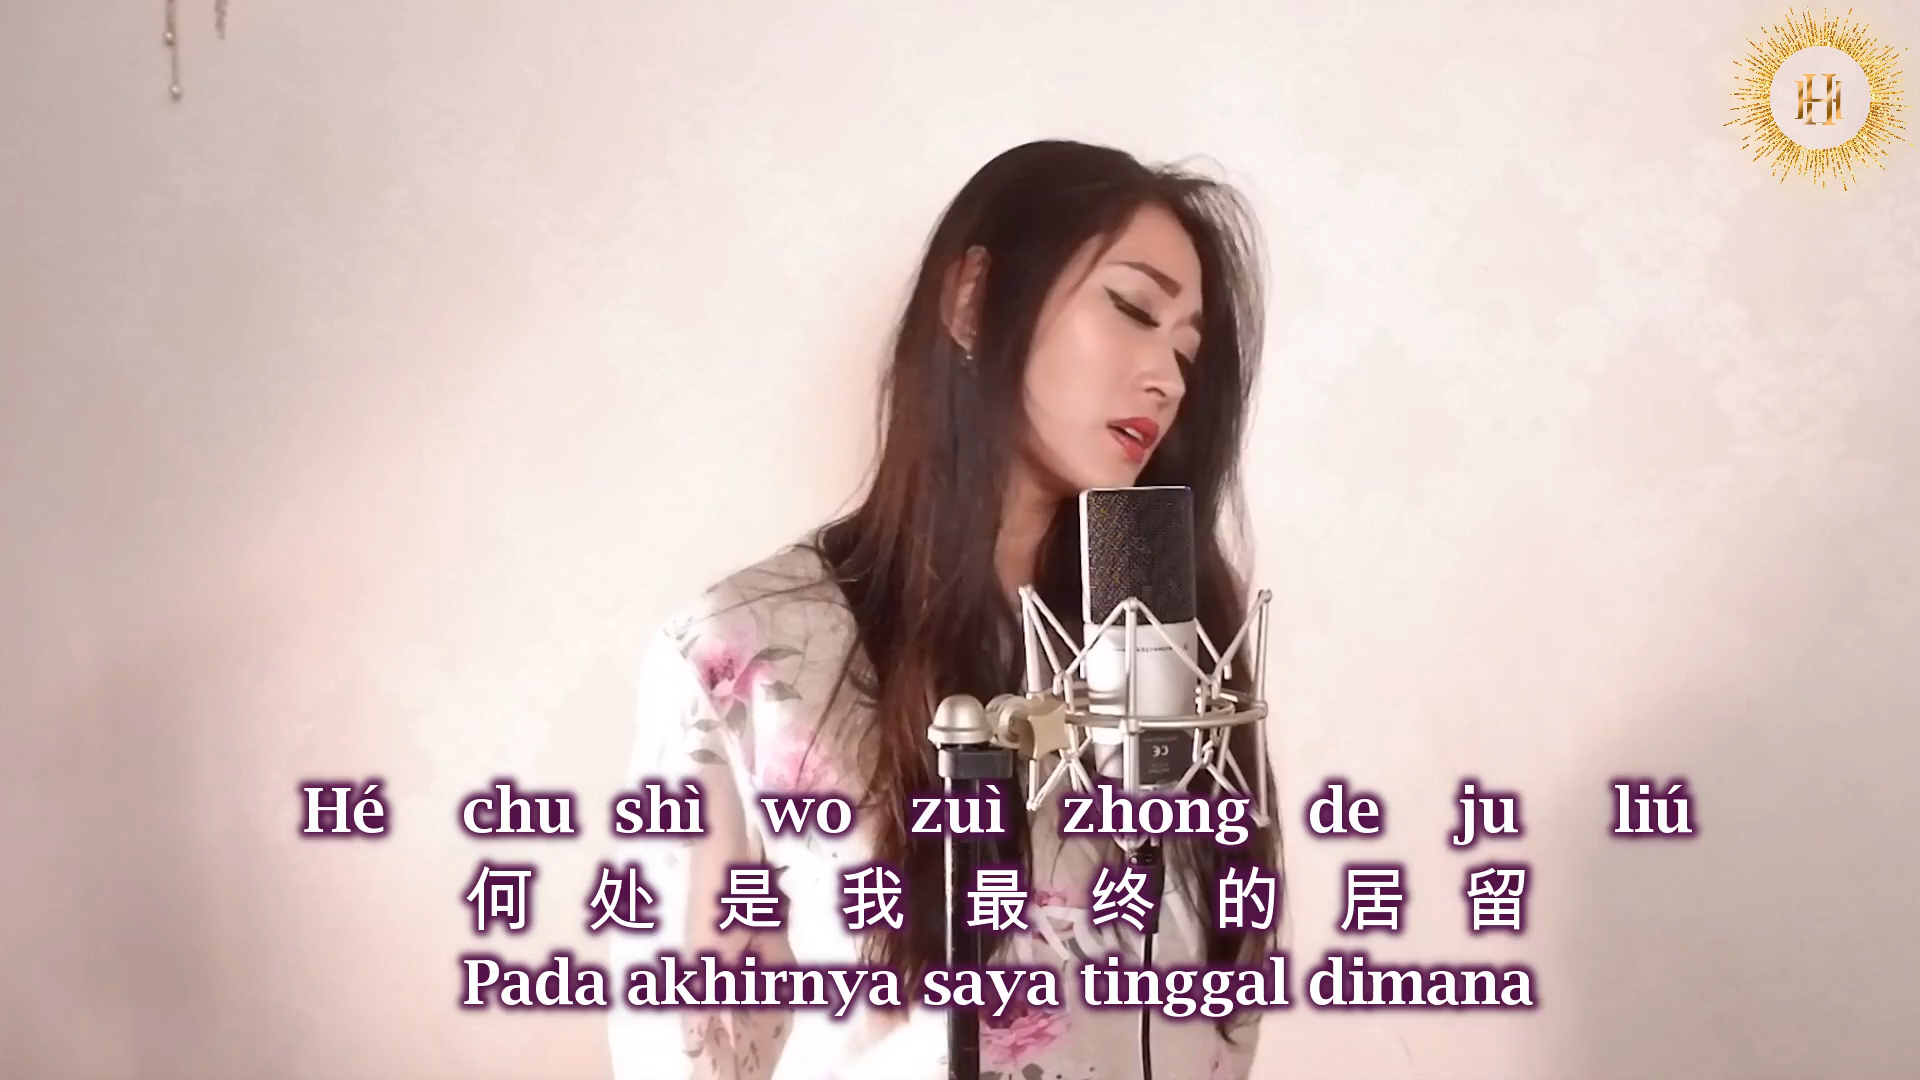 H
Hé chu shì wo zuì zhong de ju liú
何处是我最终的居留
Pada akhirnya saya tinggal dimana